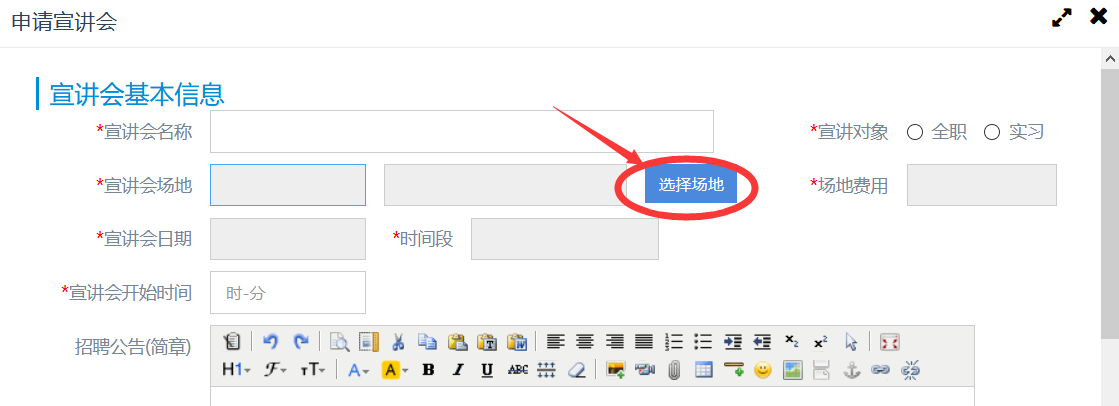 申请宣讲会
宣讲会基本信息
*宣讲会名称
*宣讲对象 全职 实习
*宣讲会场地 选择场地 *场地费用
*宣讲会日期 *时间段
*宣讲会开始时间 时-分
招聘公告(简章)
H1 F тT A A B I U ABC